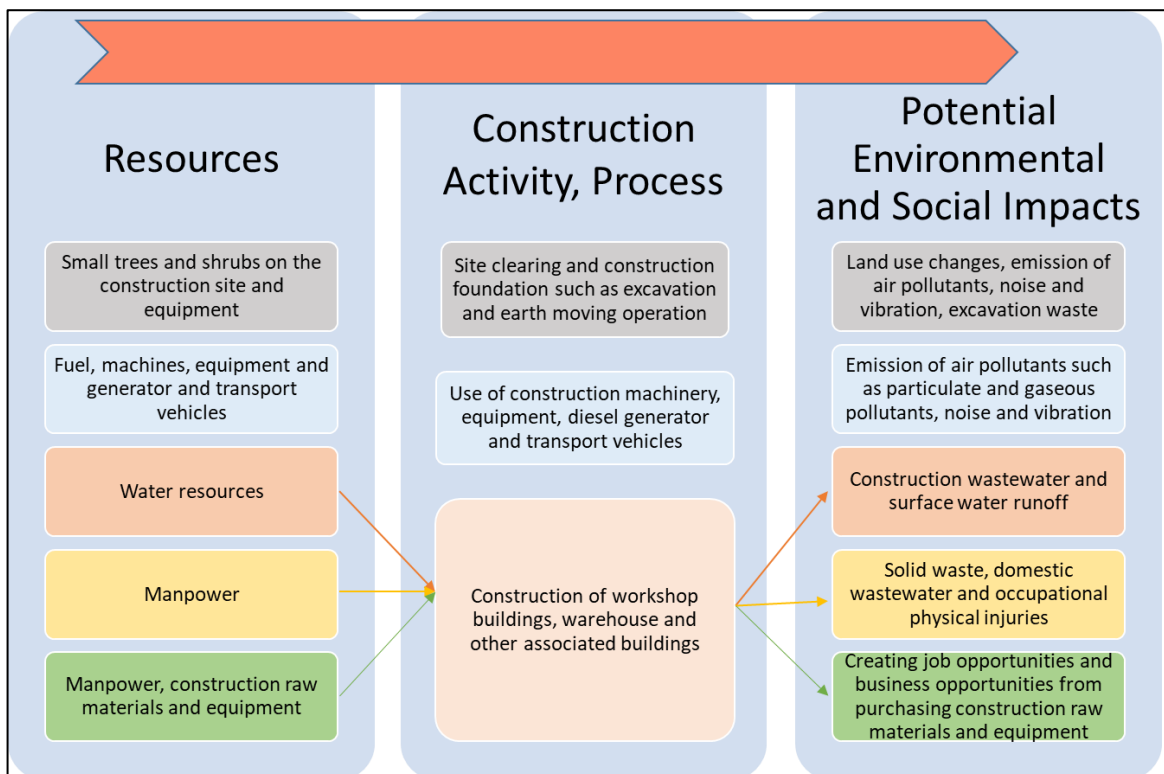 Resources
Small trees and shrubs on the
construction site and
equipment
Fuel, machines, equipment and
generator and transport
vehicles
Water resources
Manpower
Manpower, construction raw
materials and equipment
Construction
Activity, Process
Site clearing and construction
foundation such as excavation
and earth moving operation
Use of construction machinery,
equipment, diesel generator
and transport vehicles
Construction of workshop
buildings, warehouse and
other associated buildings
Potential
Environmental
and Social Impacts
Land use changes, emission of
air pollutants, noise and
vibration, excavation waste
Emission of air pollutants such
as particulate and gaseous
pollutants, noise and vibration
Construction wastewater and
surface water runoff
Solid waste, domestic
wastewater and occupational
physical injuries
Creating job opportunities and
business opportunities from
purchasing construction raw
materials and equipment